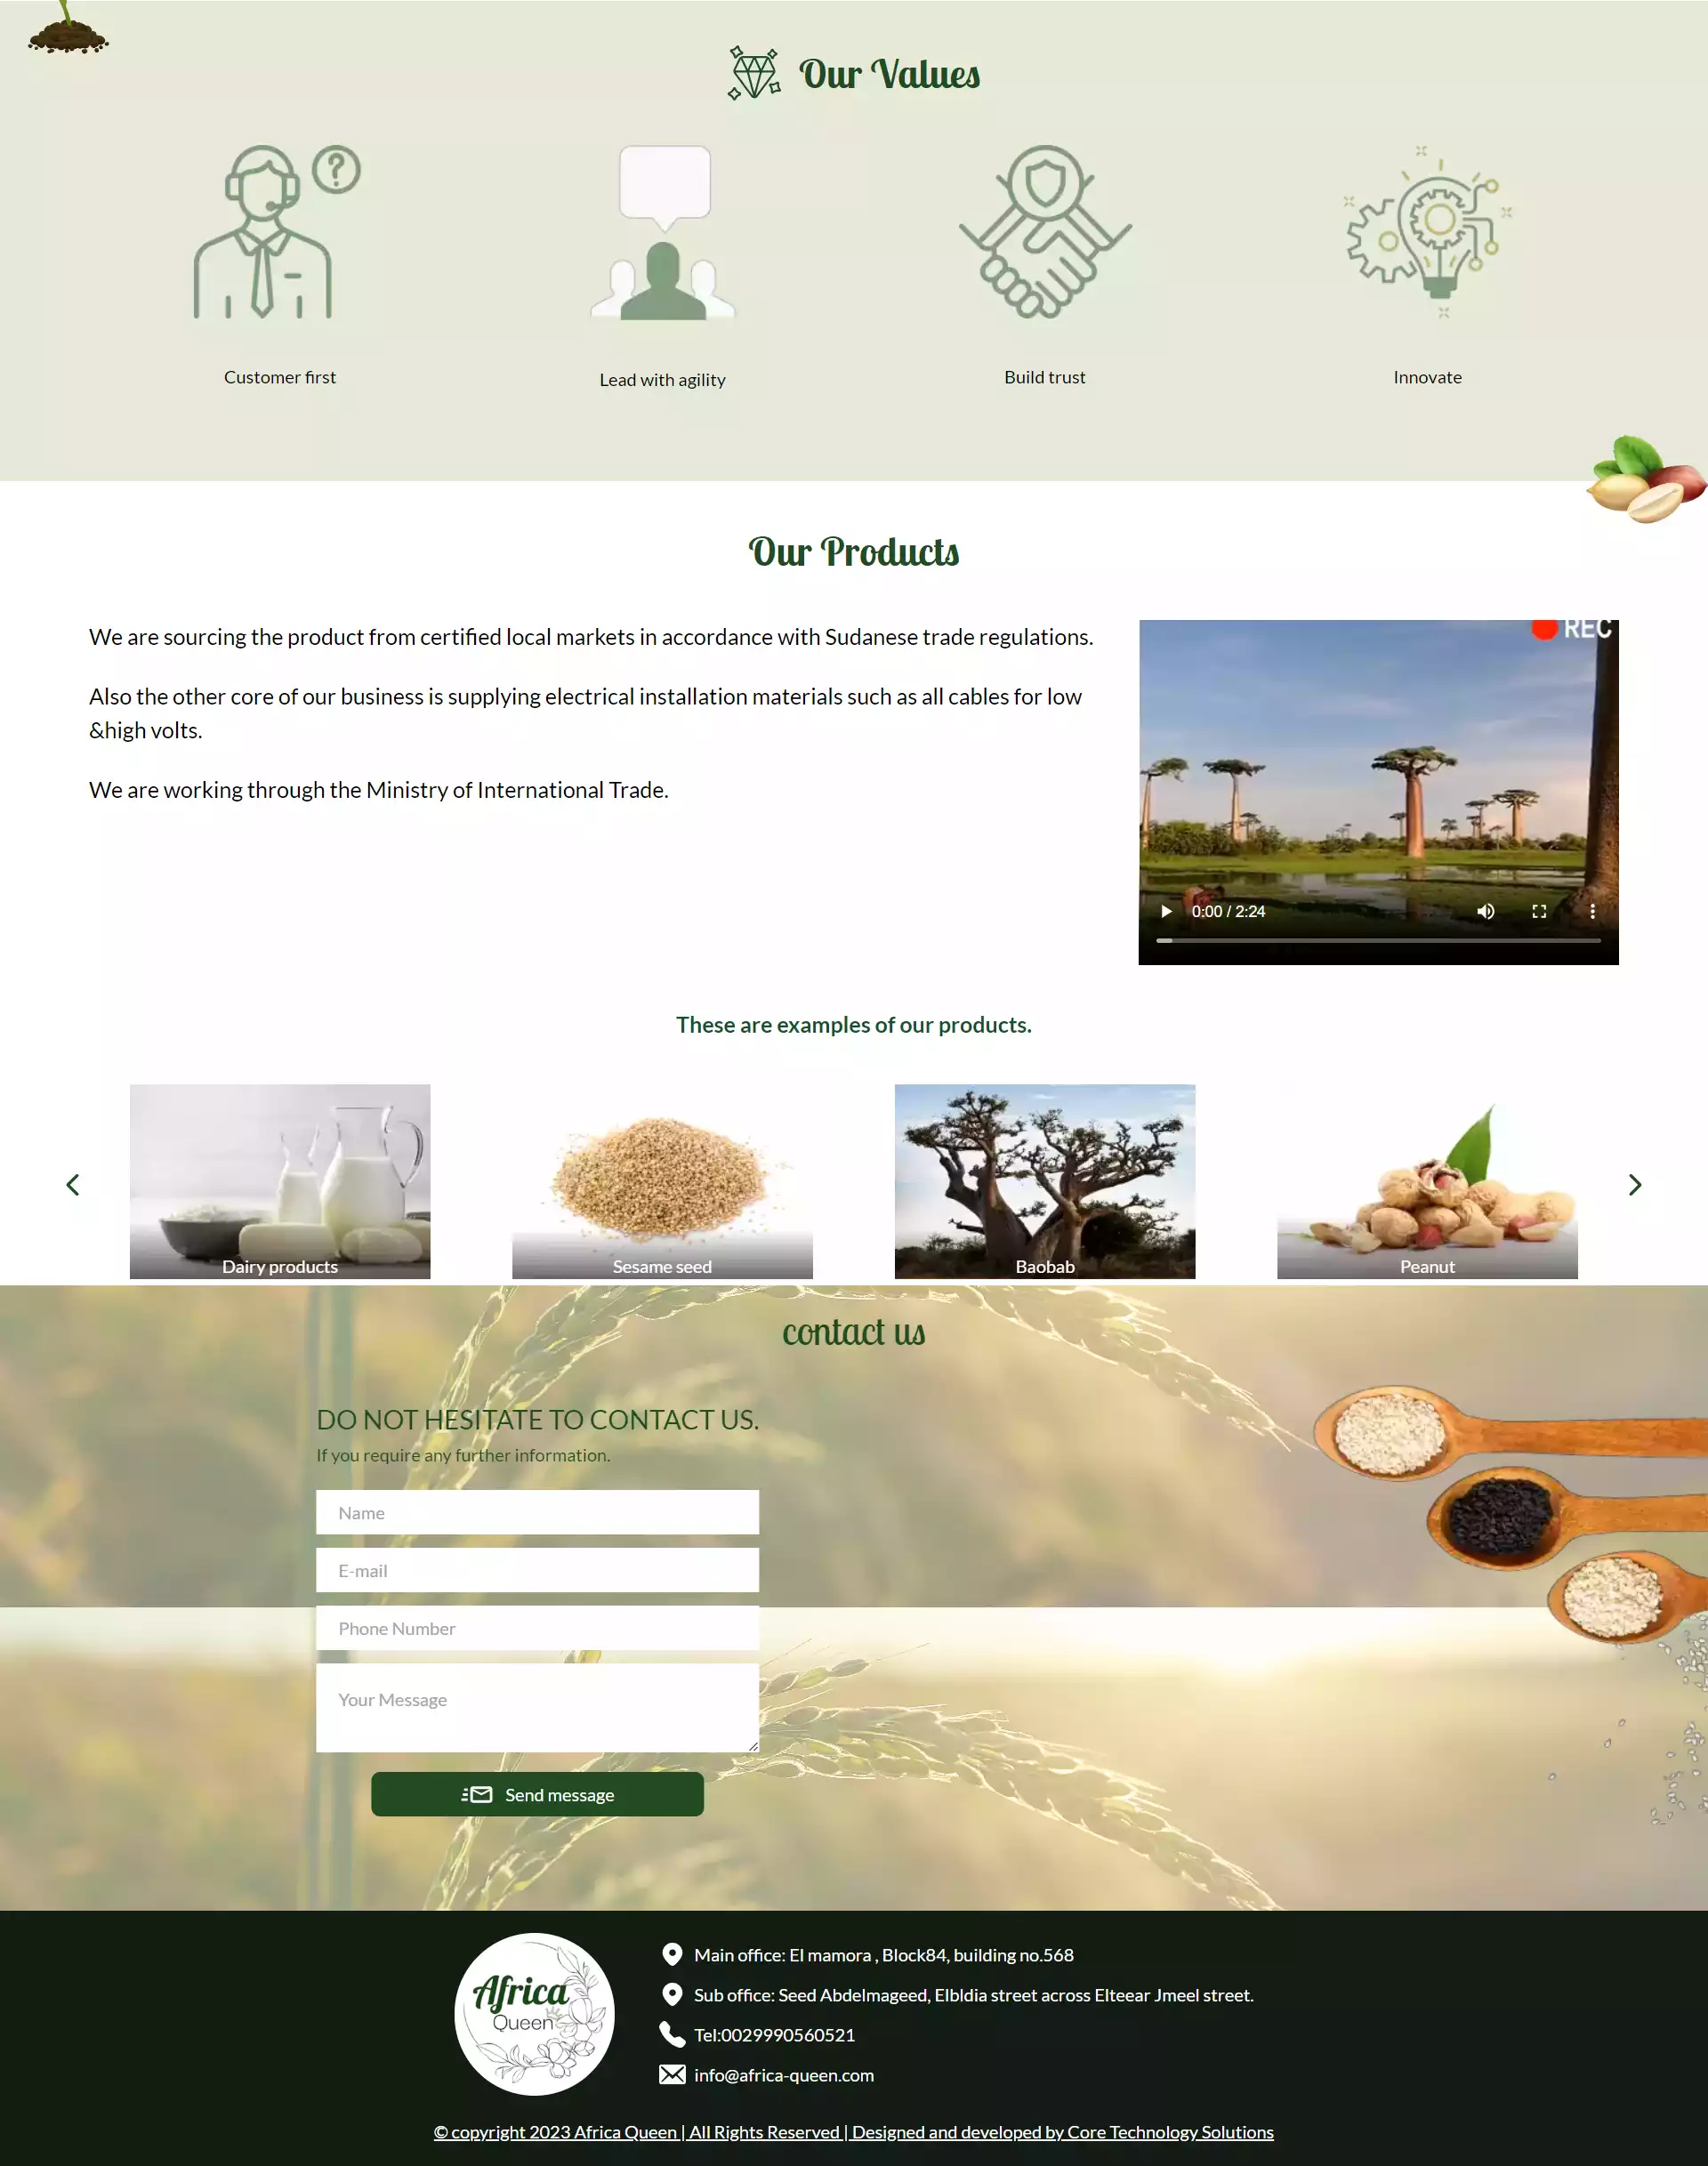 Our Values
Customer first
Lead with agility
Build trust
Innovate
Our Products
We are sourcing the product from certified local markets in accordance with Sudanese trade regulations.
Also the other core of our business is supplying electrical installation materials such as all cables for low
&high volts.
We are working through the Ministry of International Trade.
REC
0:00 / 2:24
These are examples of our products.
Dairy products
Sesame seed
Baobab
Peanut
contact us
DO NOT HESITATE TO CONTACT US.
If you require any further information.
Name
E-mail
Phone Number
Your Message
Send message
Africa
Queen
Main office: El mamora , Block84, building no.568
Sub office: Seed Abdelmageed, Elbldia street across Elteear Jmeel street.
Tel:0029990560521
info@africa-queen.com
© copyright 2023 Africa Queen | All Rights Reserved | Designed and developed by Core Technology Solutions